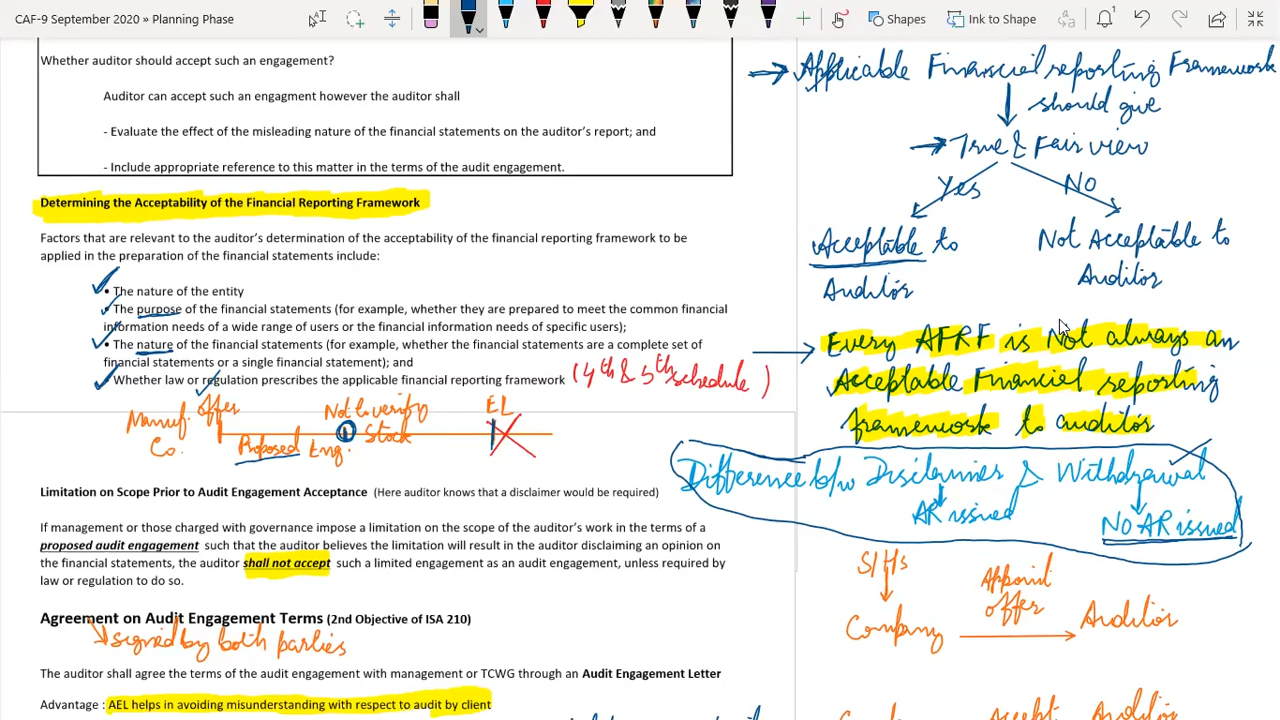 CAF-9 September 2020 » Planning Phase
Shapes
Ink to Shape
Whether auditor should accept such an engagement?
Auditor can accept such an engagment however the auditor shall
- Evaluate the effect of the misleading nature of the financial statements on the auditor's report; and
- Include appropriate reference to this matter in the terms of the audit engagement.
Determining the Acceptability of the Financial Reporting Framework
Factors that are relevant to the auditor's determination of the acceptability of the financial reporting framework to be
applied in the preparation of the financial statements include:
• The nature of the entity
• The purpose of the financial statements (for example, whether they are prepared to meet the common financial
information needs of a wide range of users or the financial information needs of specific users);
• The nature of the financial statements (for example, whether the financial statements are a complete set of
financial statements or a single financial statement); and
• Whether law or regulation prescribes the applicable financial reporting framework
(4th & 5th schedule)
Manuf. Co.
offer
Proposed Eng.
Not to verify
Stock
EL
Limitation on Scope Prior to Audit Engagement Acceptance (Here auditor knows that a disclaimer would be required)
If management or those charged with governance impose a limitation on the scope of the auditor's work in the terms of a
proposed audit engagement such that the auditor believes the limitation will result in the auditor disclaiming an opinion on
the financial statements, the auditor shall not accept such a limited engagement as an audit engagement, unless required by
law or regulation to do so.
Agreement on Audit Engagement Terms (2nd Objective of ISA 210)
signed by both parties
The auditor shall agree the terms of the audit engagement with management or TCWG through an Audit Engagement Letter
Advantage : AEL helps in avoiding misunderstanding with respect to audit by client
Applicable Financial reporting Framework
should give
True & Fair view
Yes
No
Acceptable to
Auditor
Not Acceptable to
Auditor
Every AFRF is Not always an
Acceptable Financial reporting
framework to auditor
Difference b/w Disclaimer & Withdrawal
AR issued
NO AR issued
S/Hs
Company
Appoint
offer
Auditor
Accept
Auditor